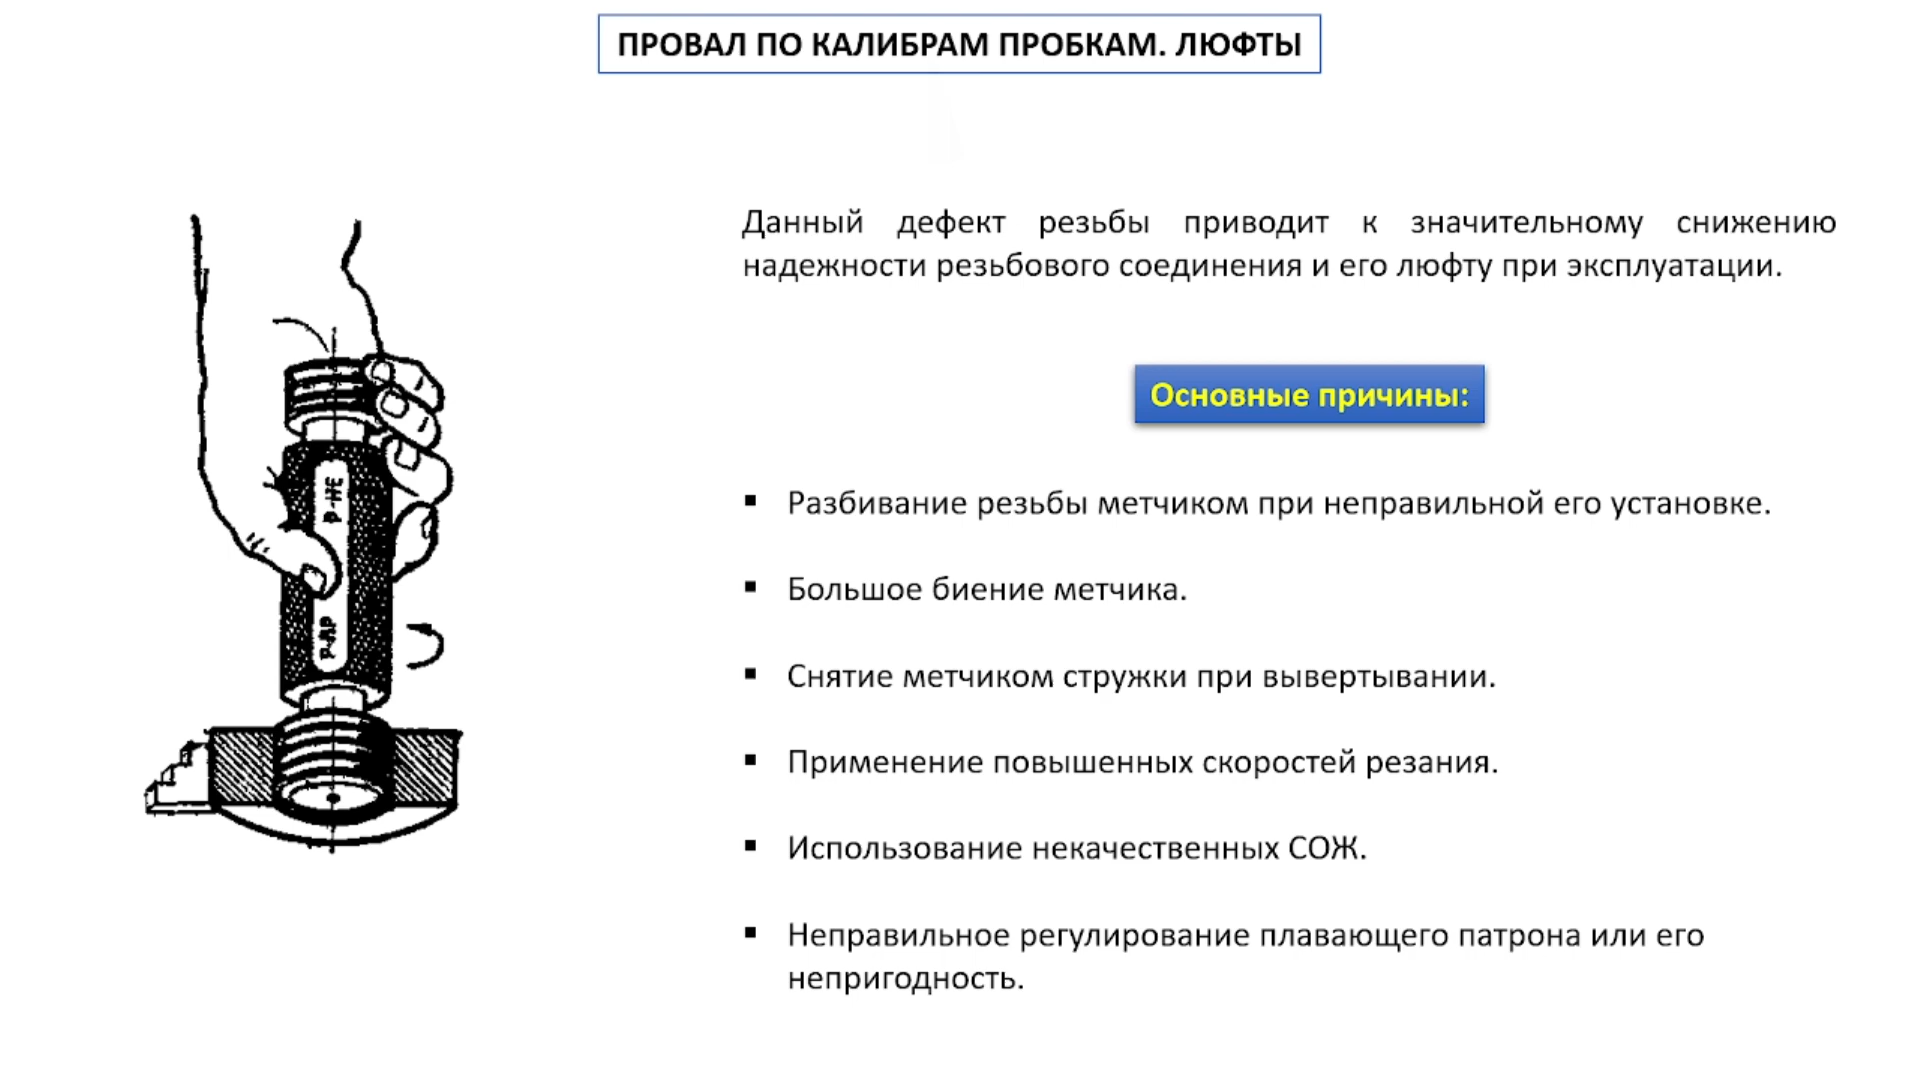 ПРОВАЛ ПО КАЛИБРАМ ПРОБКАМ. ЛЮФТЫ
Данный дефект резьбы приводит к значительному снижению
надежности резьбового соединения и его люфту при эксплуатации.
Основные причины:
▪ Разбивание резьбы метчиком при неправильной его установке.
▪ Большое биение метчика.
▪ Снятие метчиком стружки при вывертывании.
▪ Применение повышенных скоростей резания.
▪ Использование некачественных СОЖ.
▪ Неправильное регулирование плавающего патрона или его
непригодность.
Р-НЕ
Р-ПР